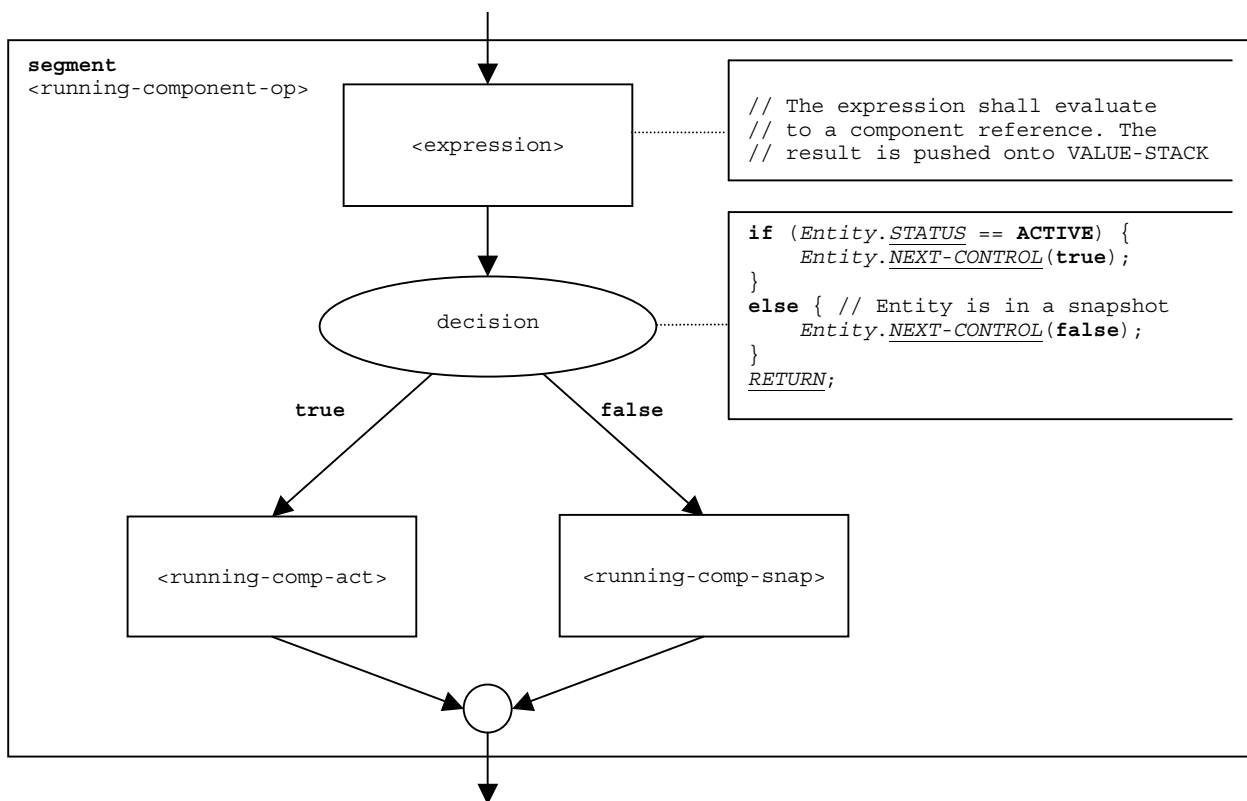 segment
<running-component-op>
<expression>
// The expression shall evaluate
// to a component reference. The
// result is pushed onto VALUE-STACK
decision
if (Entity.STATUS == ACTIVE) {
Entity.NEXT-CONTROL(true);
}
else { // Entity is in a snapshot
Entity.NEXT-CONTROL(false);
}
RETURN;
true
false
<running-comp-act>
<running-comp-snap>